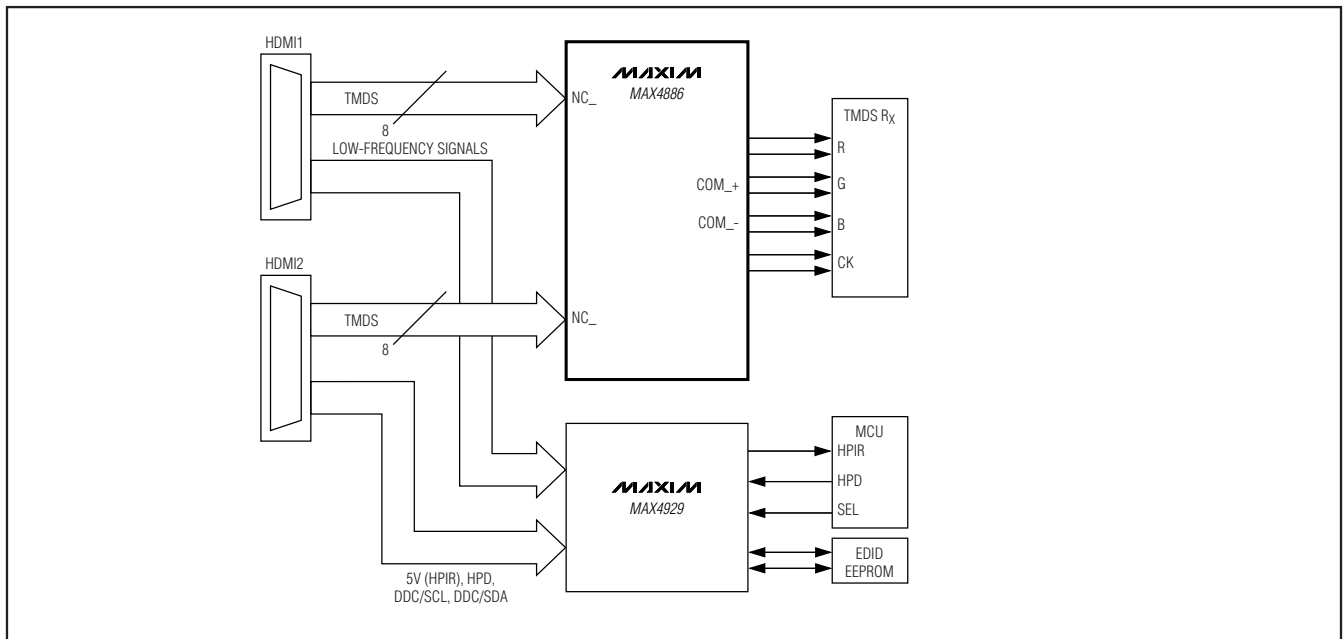 HDMI1
TMDS
8
LOW-FREQUENCY SIGNALS
NC_
MAXIM
MAX4886
COM_+
COM_-
TMDS RX
R
G
B
CK
HDMI2
TMDS
8
NC_
MAXIM
MAX4929
5V (HPIR), HPD,
DDC/SCL, DDC/SDA
MCU
HPIR
HPD
SEL
EDID
EEPROM